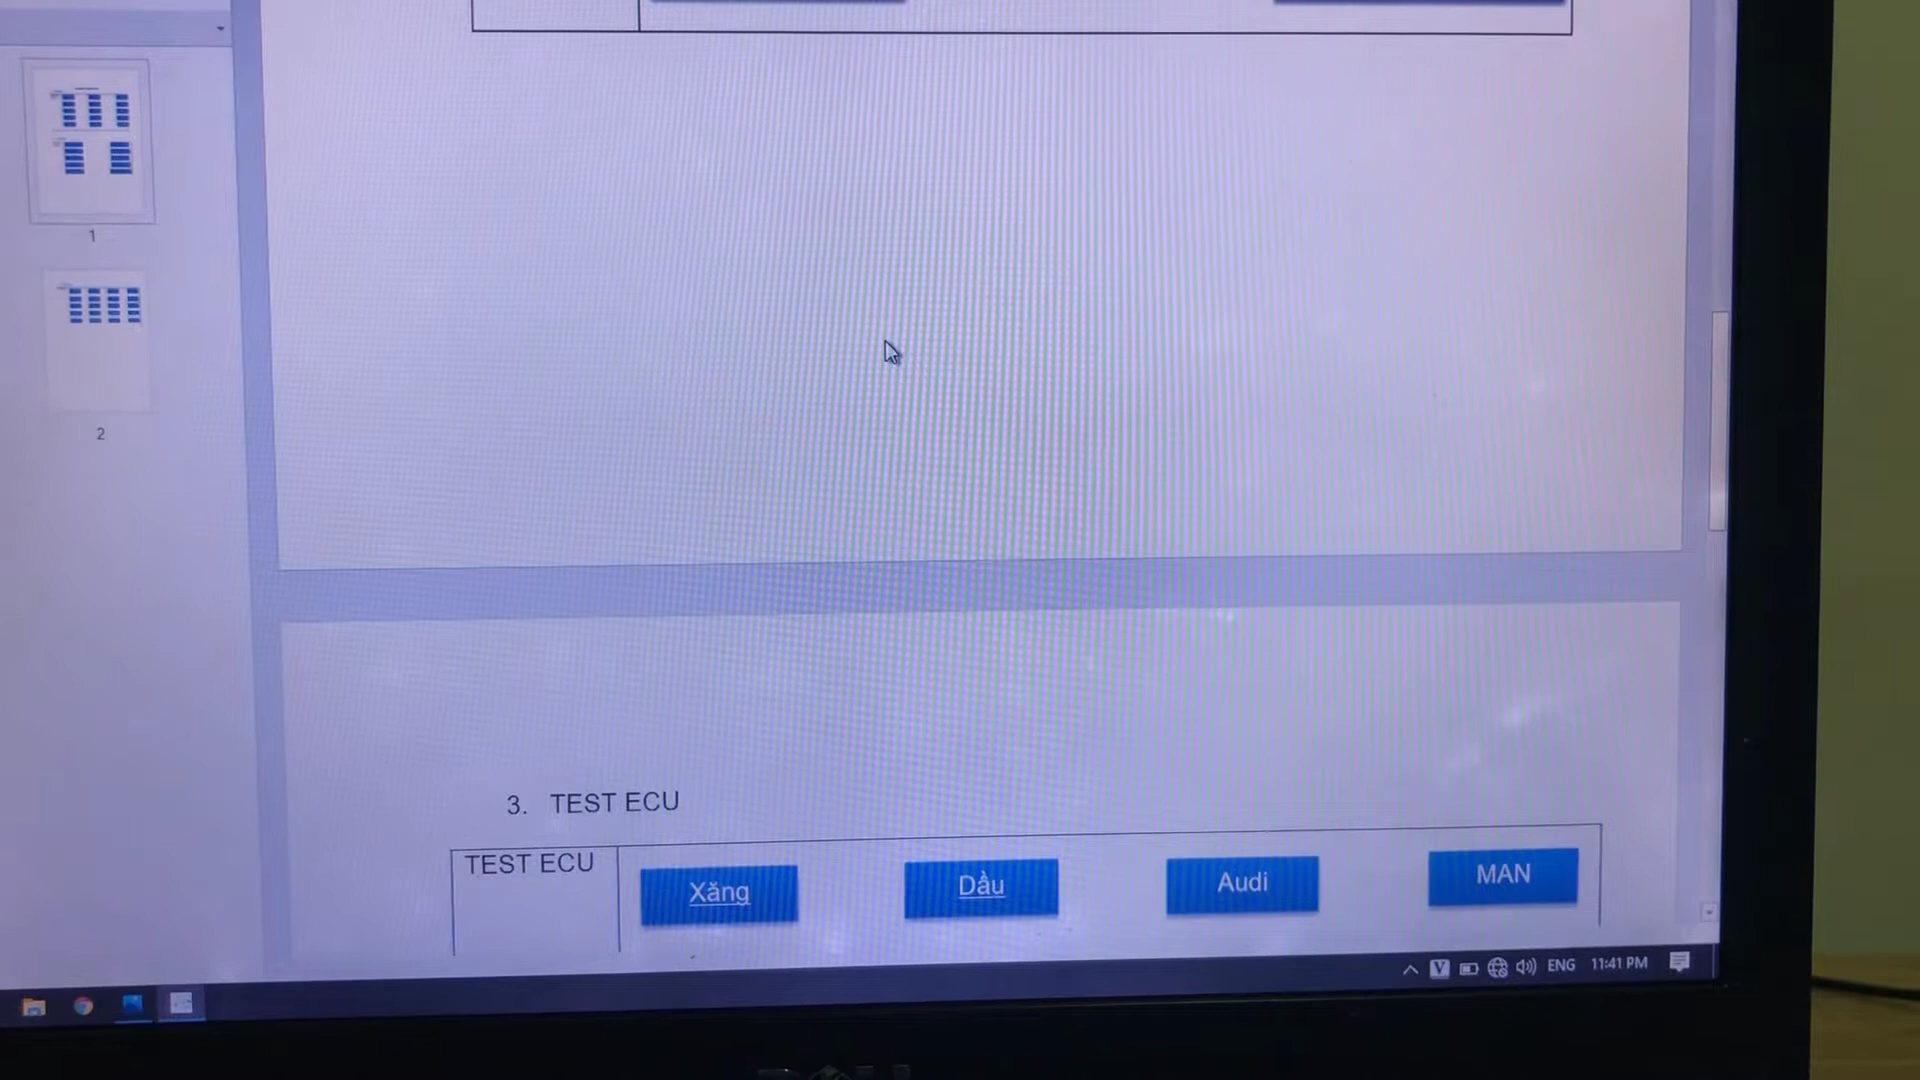 1
2
3. TEST ECU
TEST ECU
Xăng
Dầu
Audi
MAN
V
ENG
11:41 PM